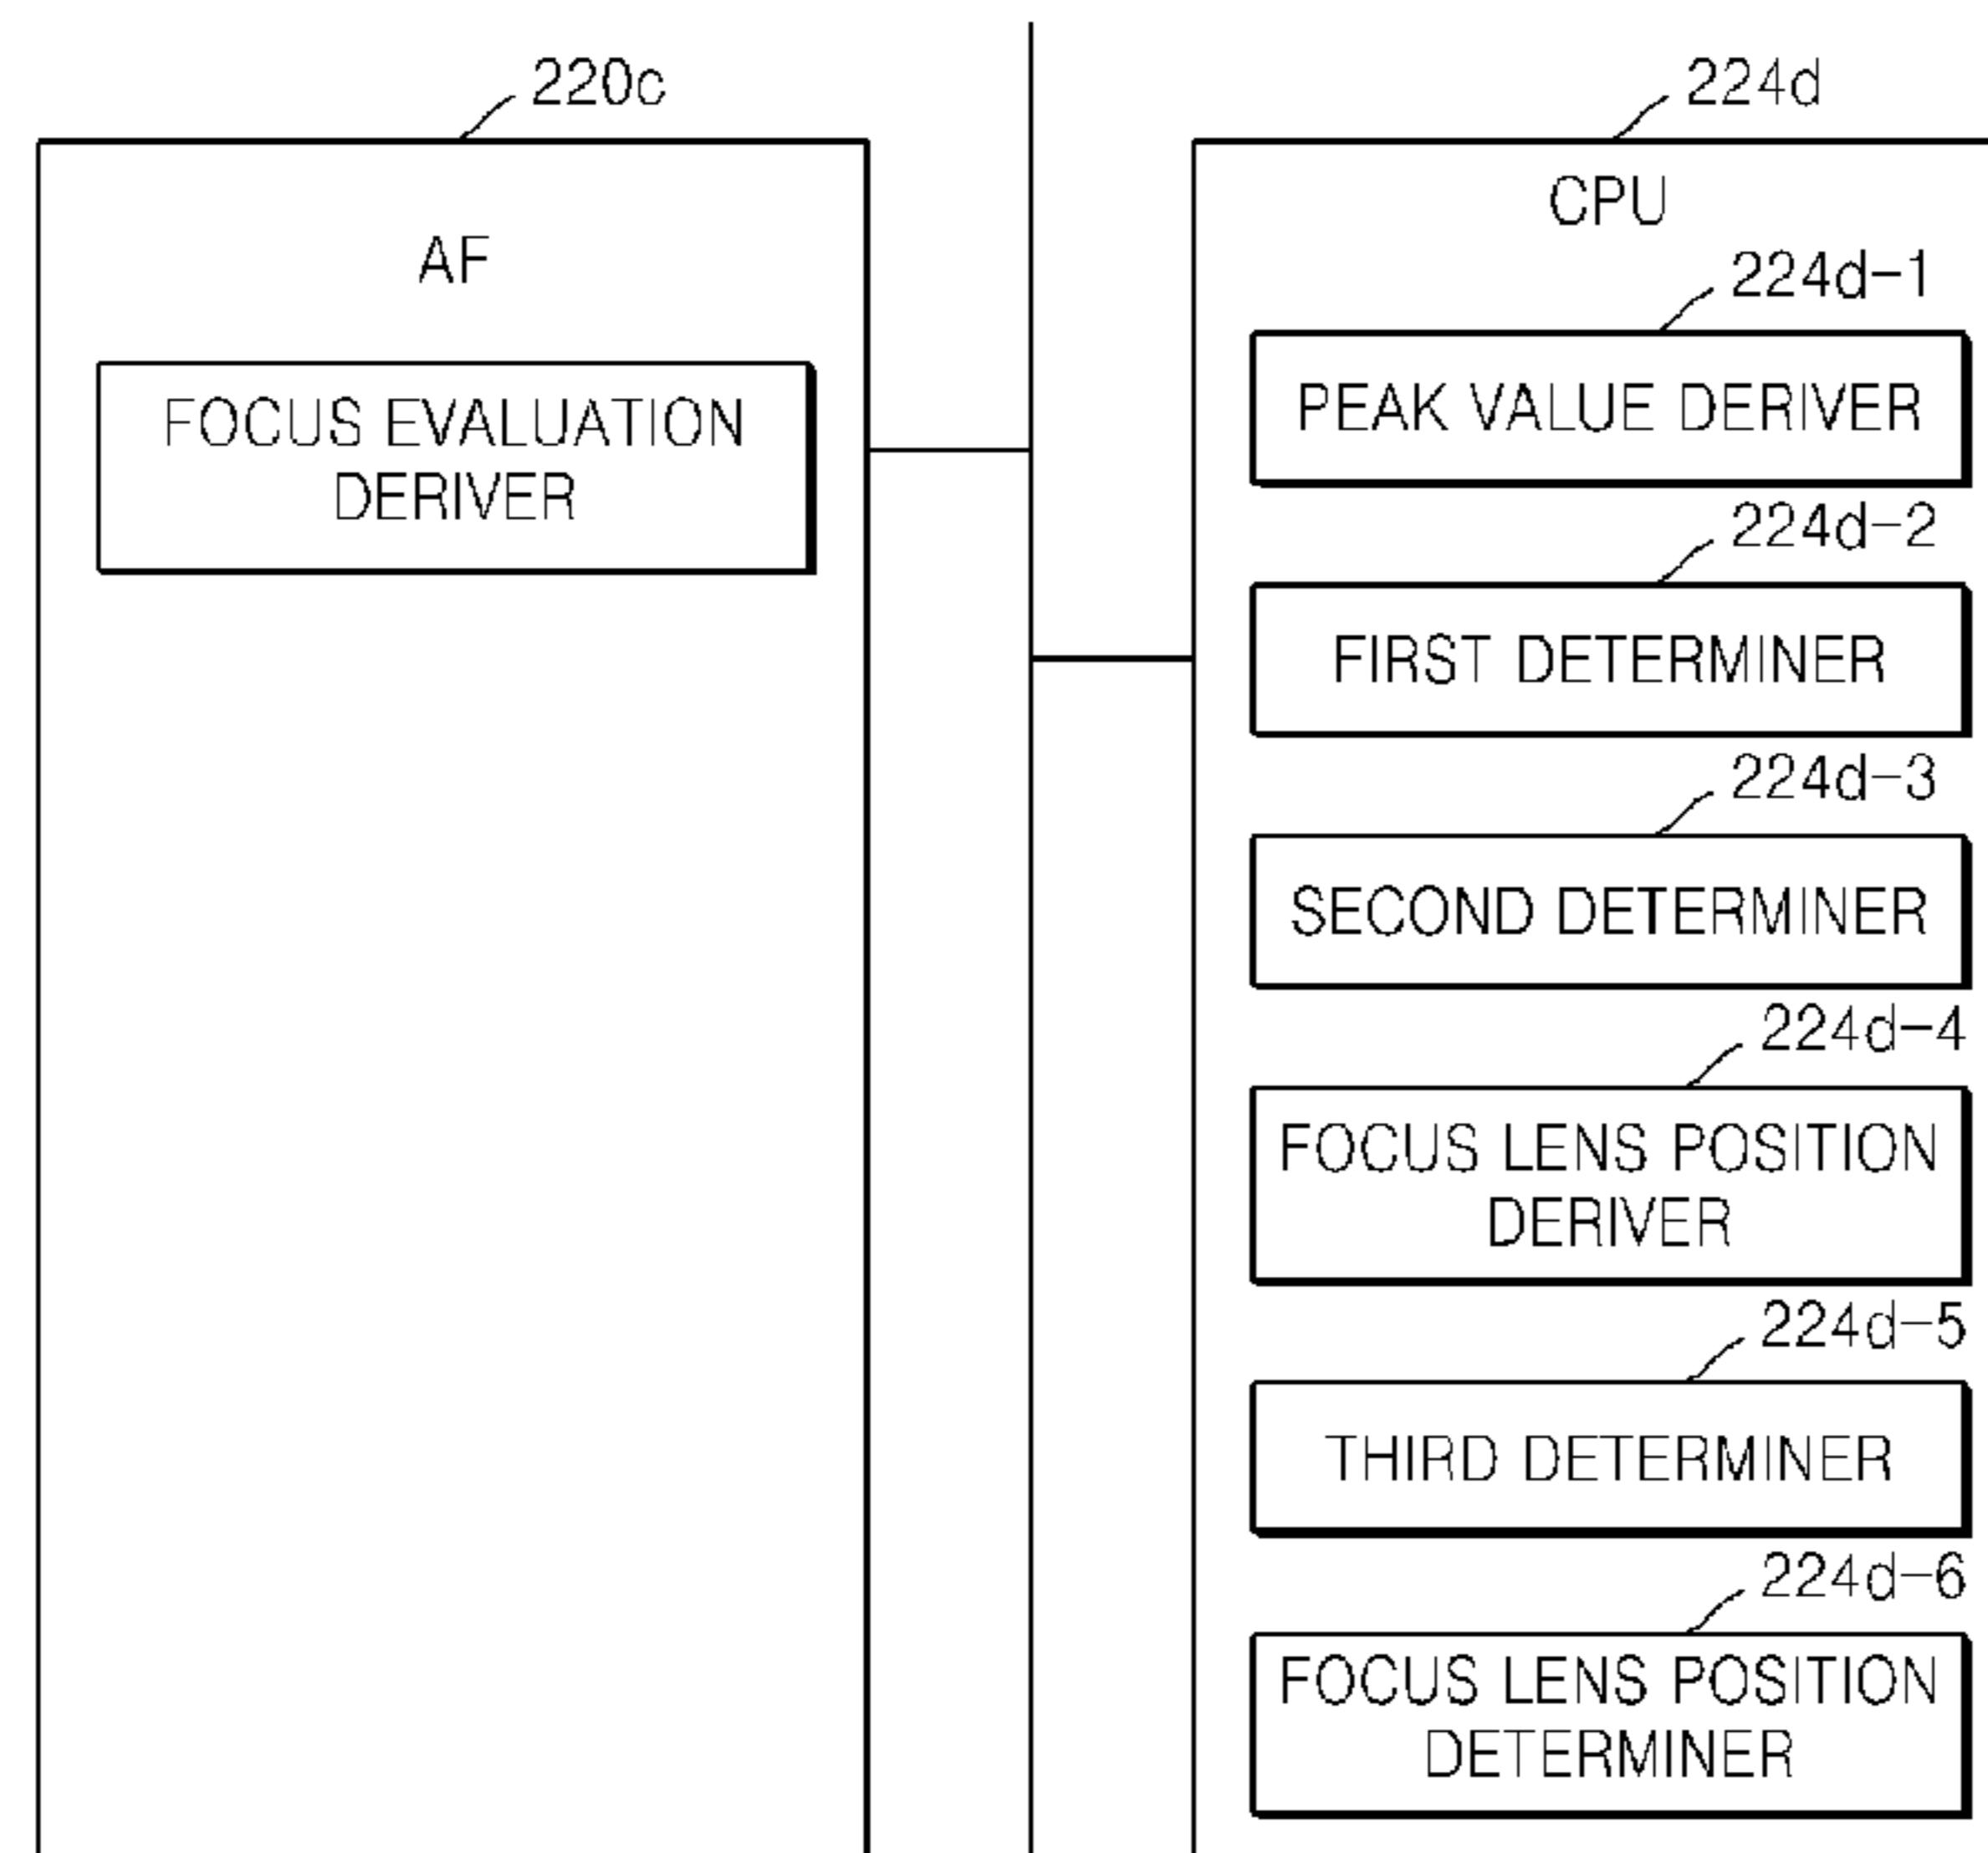 220c
AF
FOCUS EVALUATION
DERIVER
224d
CPU
224d-1
PEAK VALUE DERIVER
224d-2
FIRST DETERMINER
224d-3
SECOND DETERMINER
224d-4
FOCUS LENS POSITION
DERIVER
224d-5
THIRD DETERMINER
224d-6
FOCUS LENS POSITION
DETERMINER